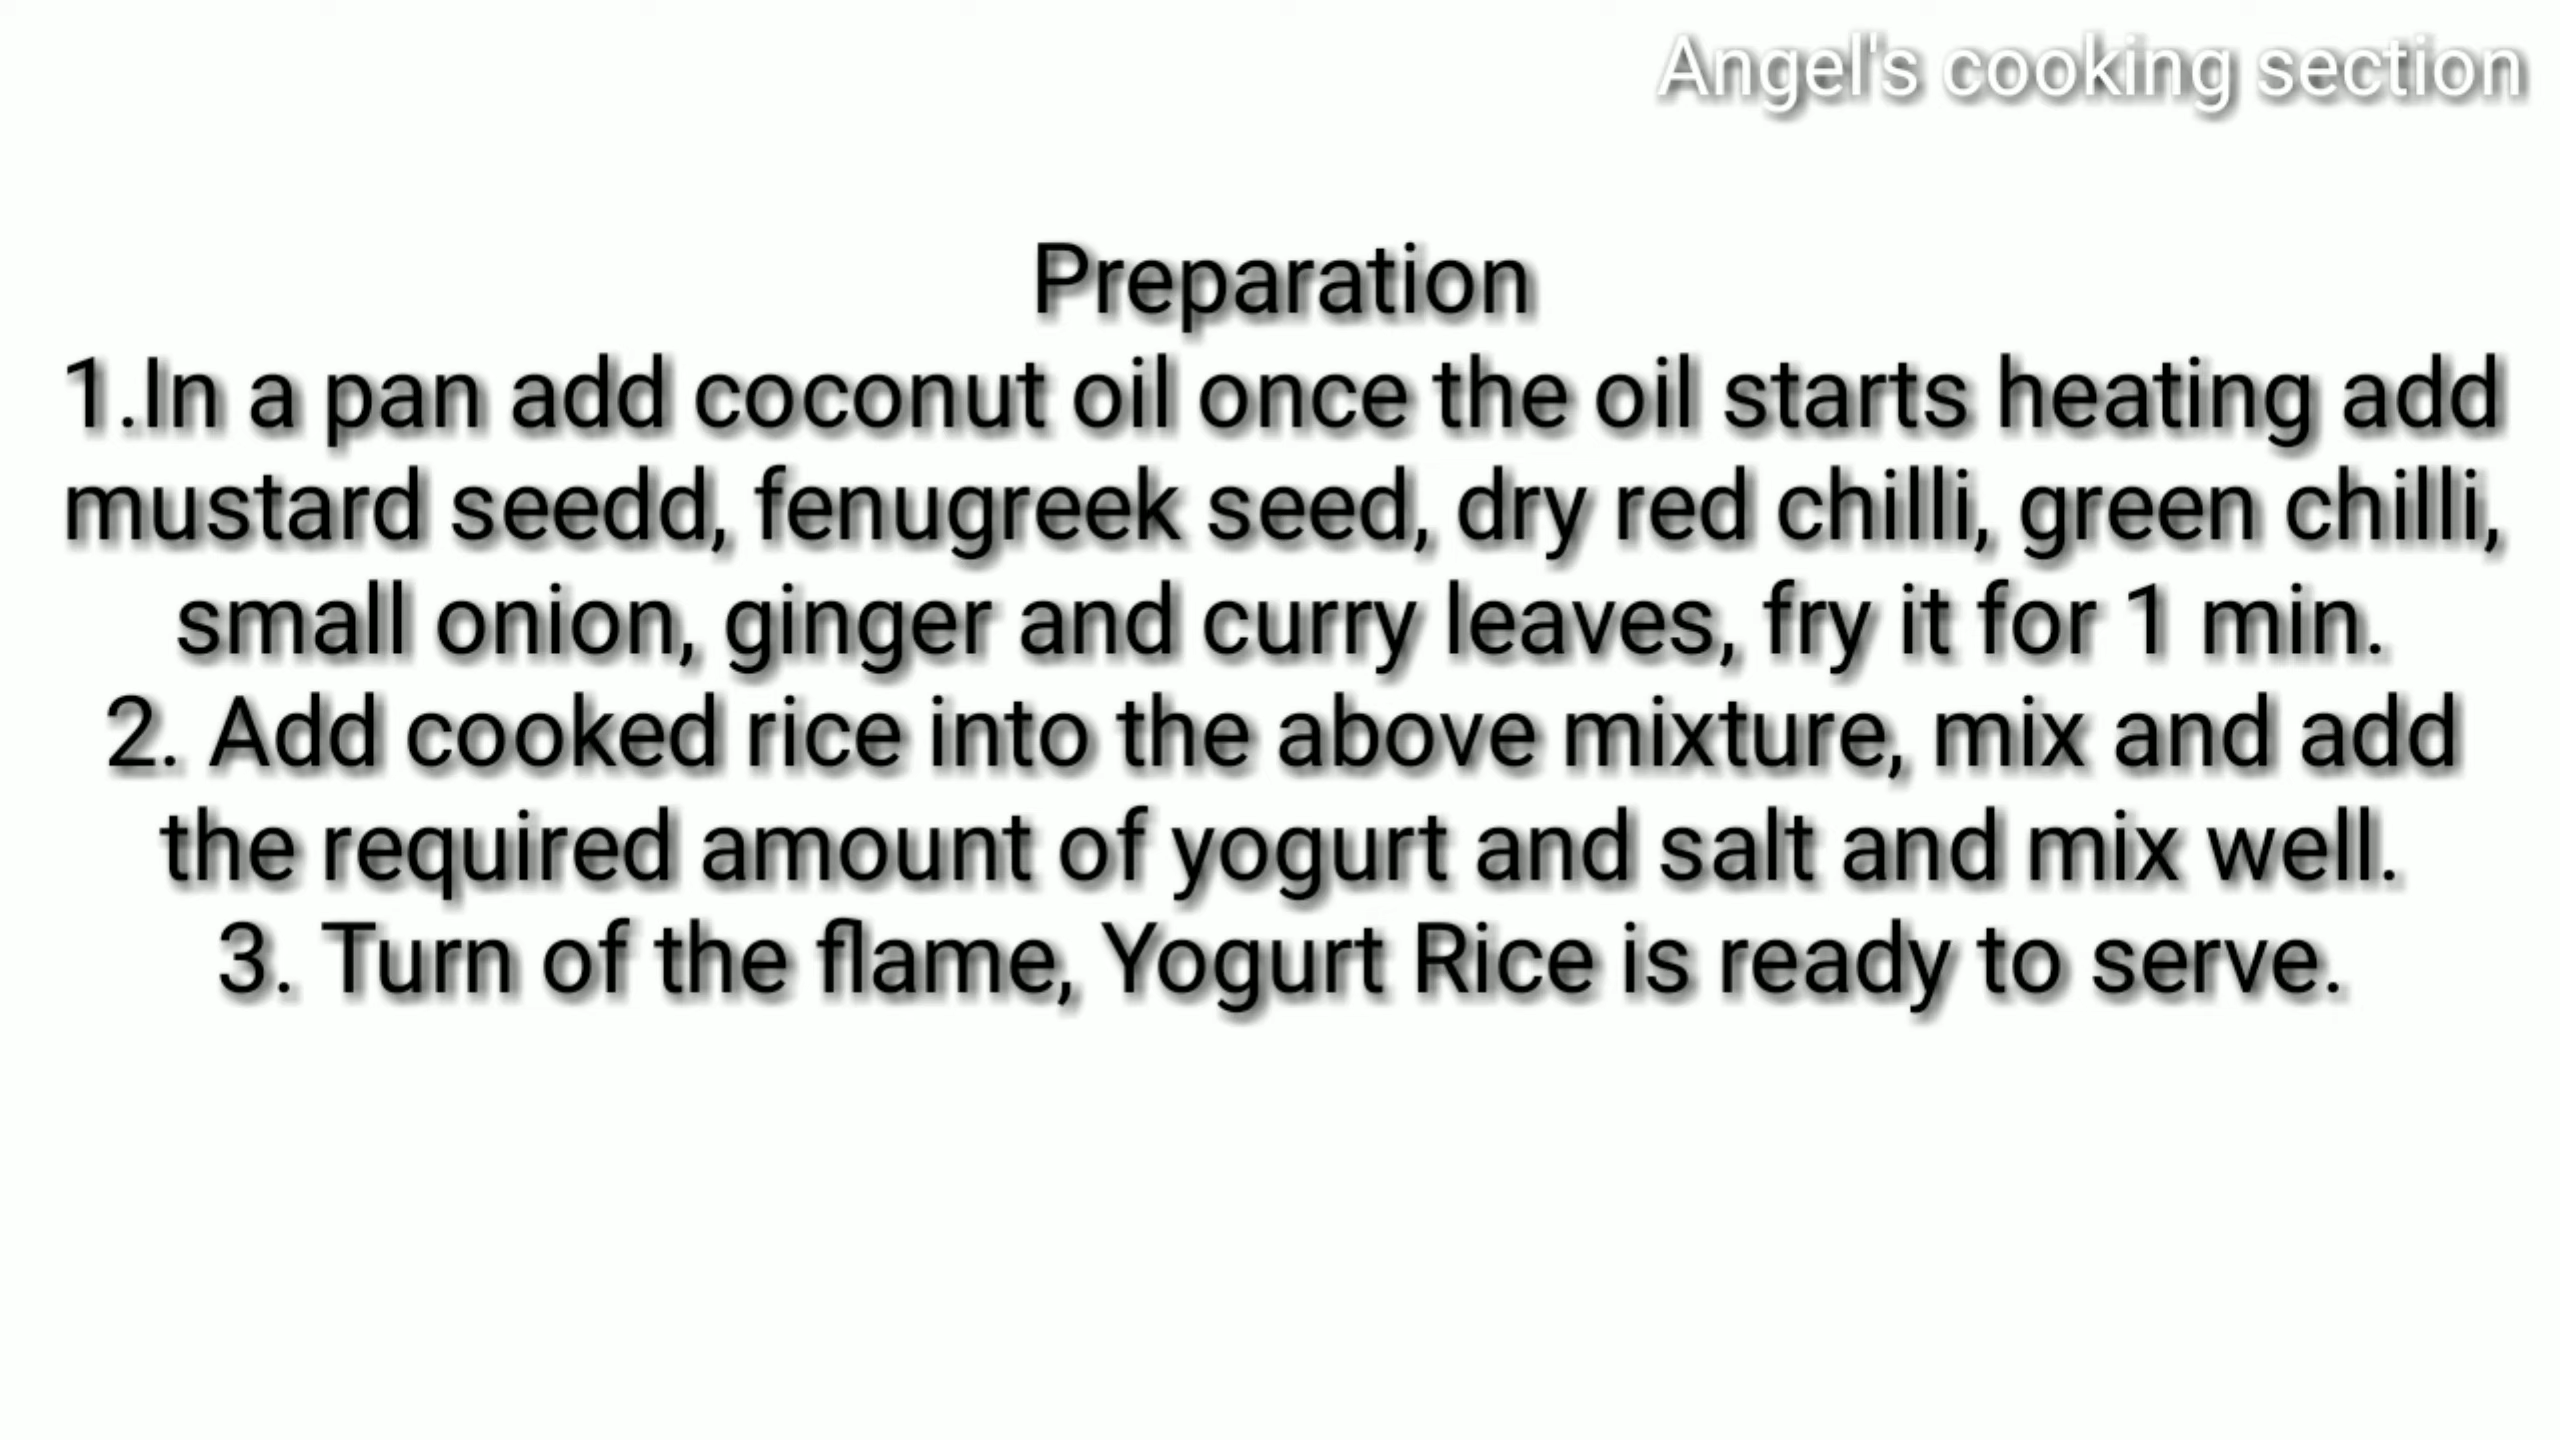 Angel's cooking section
Preparation
1.In a pan add coconut oil once the oil starts heating add
mustard seedd, fenugreek seed, dry red chilli, green chilli,
small onion, ginger and curry leaves, fry it for 1 min.
2. Add cooked rice into the above mixture, mix and add
the required amount of yogurt and salt and mix well.
3. Turn of the flame, Yogurt Rice is ready to serve.